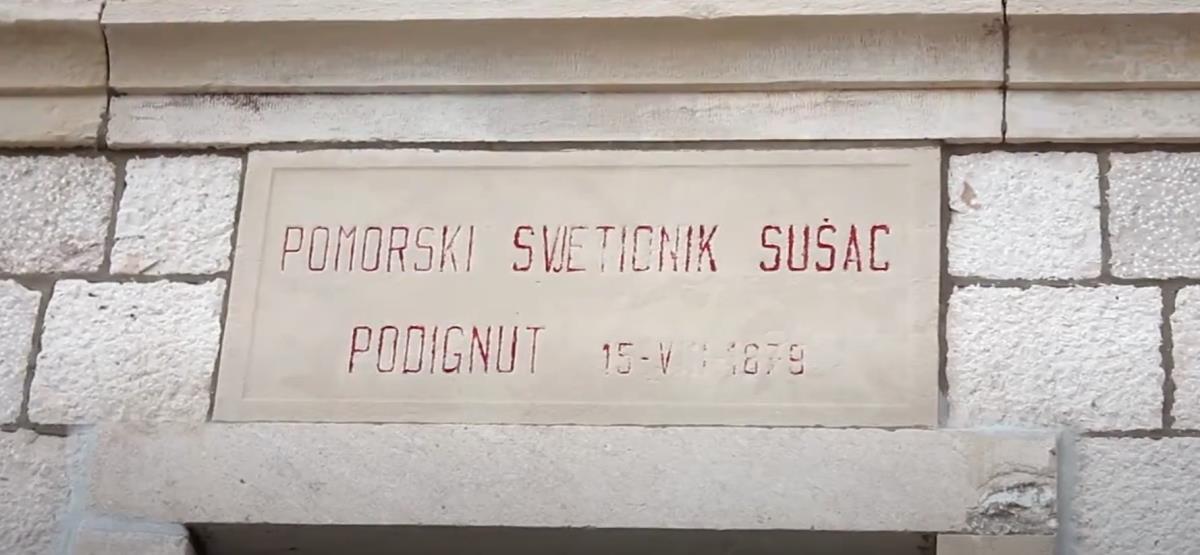 POMORSKI SVJETIONIK SUŠAC
PODIGNUT